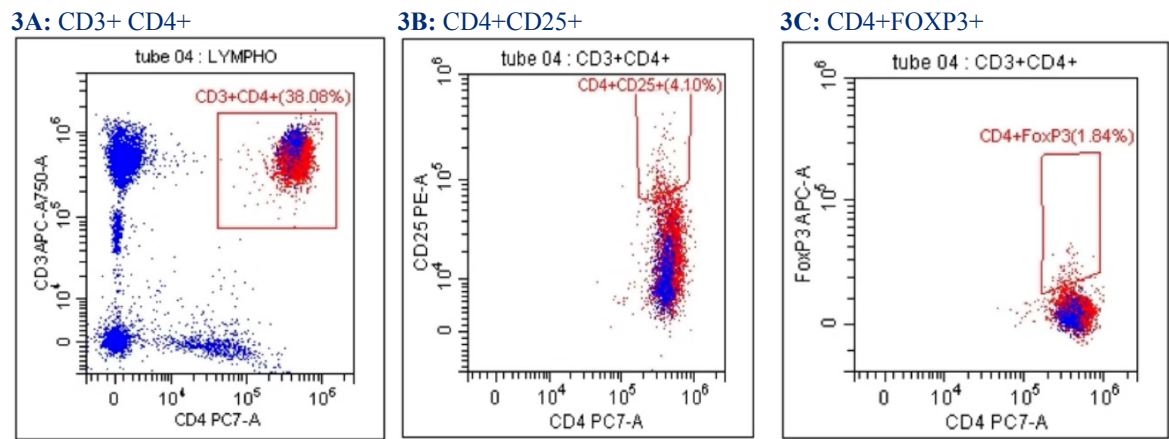 3A: CD3+ CD4+
tube 04 : LYMPHO
CD3+CD4+(38.08%)
CD3 APC-A750-A
10^6
10^5
10^4
0
0
10^4
10^5
10^6
CD4 PC7-A
3B: CD4+CD25+
tube 04 : CD3+CD4+
CD4+CD25+(4.10%)
CD25 PE-A
10^6
10^5
10^4
0
0
10^4
10^5
10^6
CD4 PC7-A
3C: CD4+FOXP3+
tube 04 : CD3+CD4+
CD4+FoxP3(1.84%)
FoxP3 APC-A
10^6
10^5
0
0
10^4
10^5
10^6
CD4 PC7-A